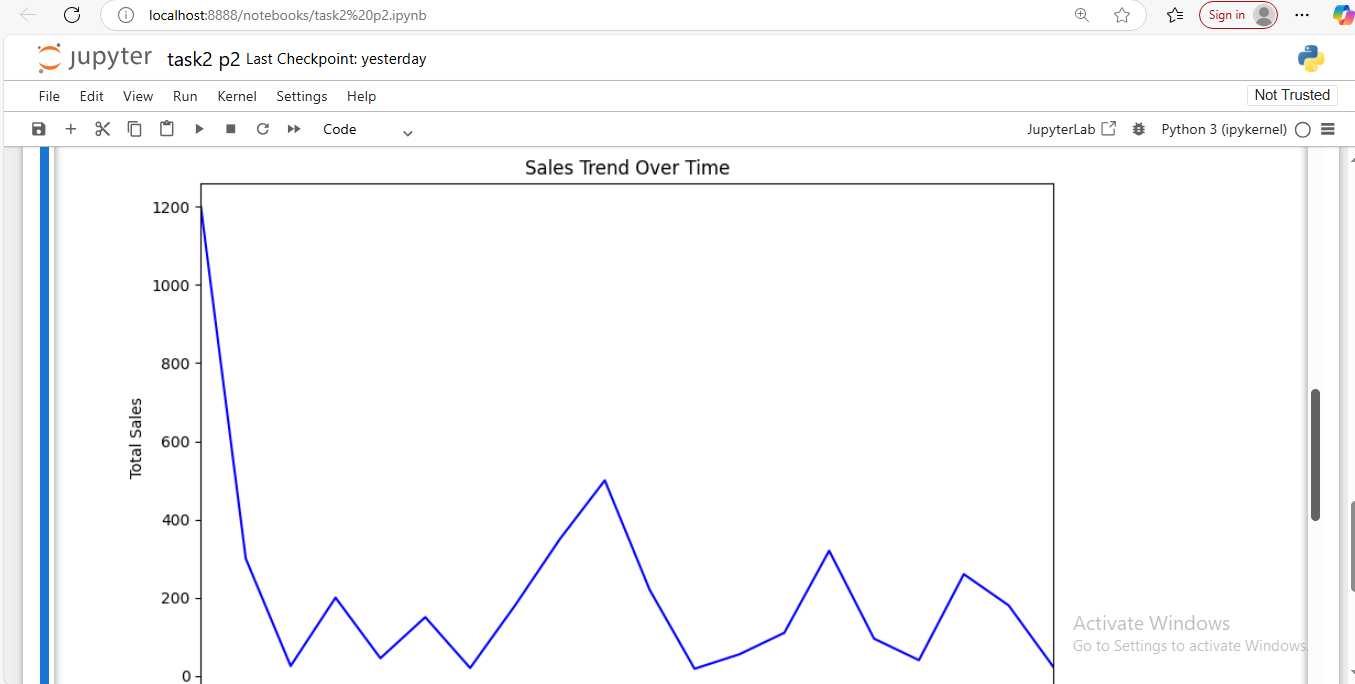 localhost:8888/notebooks/task2%20p2.ipynb
Sign in
jupyter task2 p2 Last Checkpoint: yesterday
File Edit View Run Kernel Settings Help
Not Trusted
Code
JupyterLab
Python 3 (ipykernel)
Sales Trend Over Time
Total Sales
1200
1000
800
600
400
200
0
Activate Windows
Go to Settings to activate Windows.